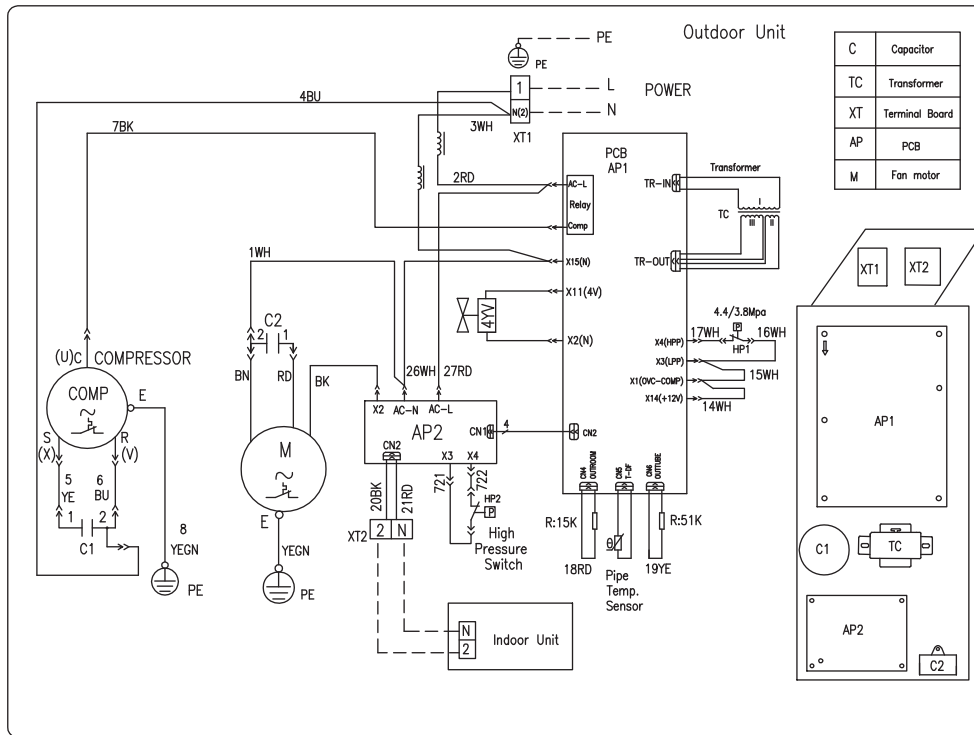 Outdoor Unit
PE
PE
1
L
POWER
N(2)
N
XT1
4BU
3WH
7BK
2RD
C Capacitor
TC Transformer
XT Terminal Board
AP PCB
M Fan motor
PCB
AP1
AC-L
Relay
Comp
TR-IN
Transformer
TC
I
III
II
TR-OUT
X15(N)
X11(4V)
4YV
X2(N)
4.4/3.8Mpa
P
17WH
16WH
HP1
X4(HPP)
X3(LPP)
15WH
X1(OVC-COMP)
X14(+12V)
14WH
1WH
C2
2 1
BN
RD
BK
26WH
27RD
(U)C COMPRESSOR
COMP
E
S
(X)
R
(V)
5
YE
6
BU
1
2
C1
8
YEGN
PE
M
E
YEGN
PE
X2
AC-N
AC-L
AP2
CN1
4
CN2
CN2
X3
X4
20BK
21RD
721
722
HP2
P
High
Pressure
Switch
XT2
2
N
N
2
Indoor Unit
CN4
OUTROOM
CN5
T-DF
CN6
OUTTUBE
R:15K
θ
R:51K
18RD
19YE
Pipe
Temp.
Sensor
XT1
XT2
AP1
C1
TC
AP2
C2